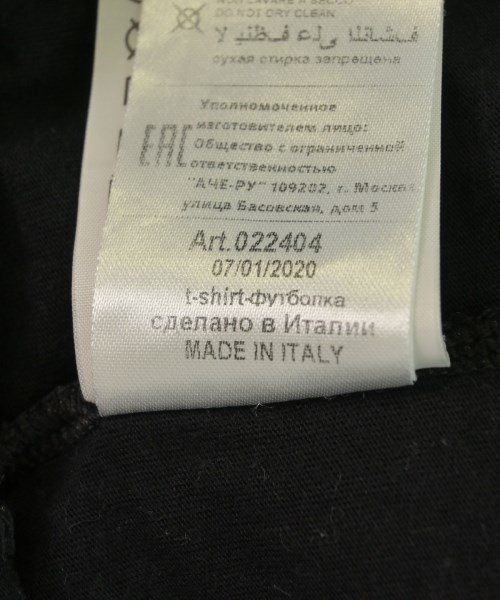 DO NOT DRY CLEAN
сухая стирка запрещена
Уполномоченное
изготовителем лицо:
EAC
Общество с ограниченной
ответственностью
"АЧЕ-РУ" 109202, г. Москва
улица Басовская, дом 5
Art.022404
07/01/2020
t-shirt-футболка
сделано в Италии
MADE IN ITALY